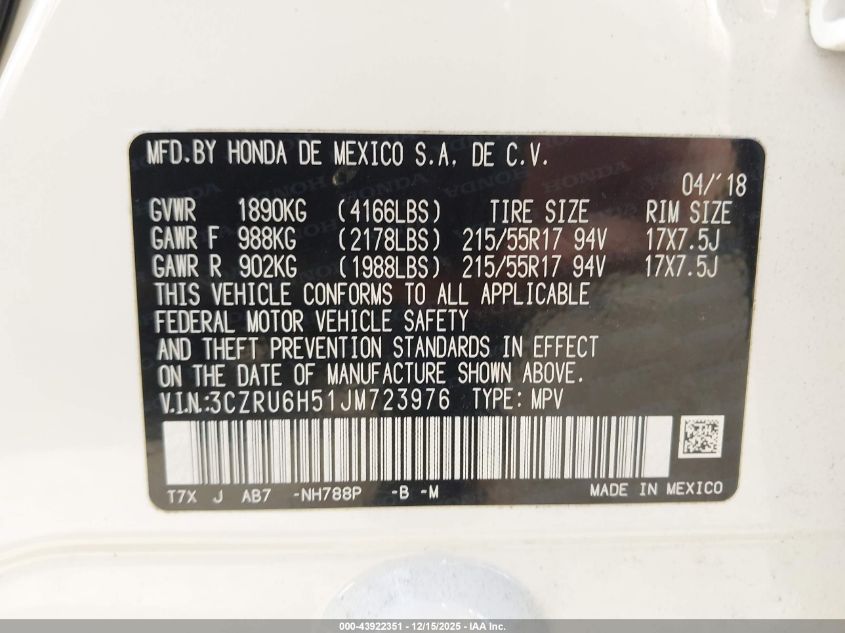 MFD.BY HONDA DE MEXICO S.A. DE C.V.
04/'18
GVWR 1890KG (4166LBS) TIRE SIZE RIM SIZE
GAWR F 988KG (2178LBS) 215/55R17 94V 17X7.5J
GAWR R 902KG (1988LBS) 215/55R17 94V 17X7.5J
THIS VEHICLE CONFORMS TO ALL APPLICABLE
FEDERAL MOTOR VEHICLE SAFETY
AND THEFT PREVENTION STANDARDS IN EFFECT
ON THE DATE OF MANUFACTURE SHOWN ABOVE.
V.I.N.:3CZRU6H51JM723976 TYPE: MPV
T7X J AB7 -NH788P -B -M MADE IN MEXICO
000-43922351 - 12/15/2025 - IAA Inc.